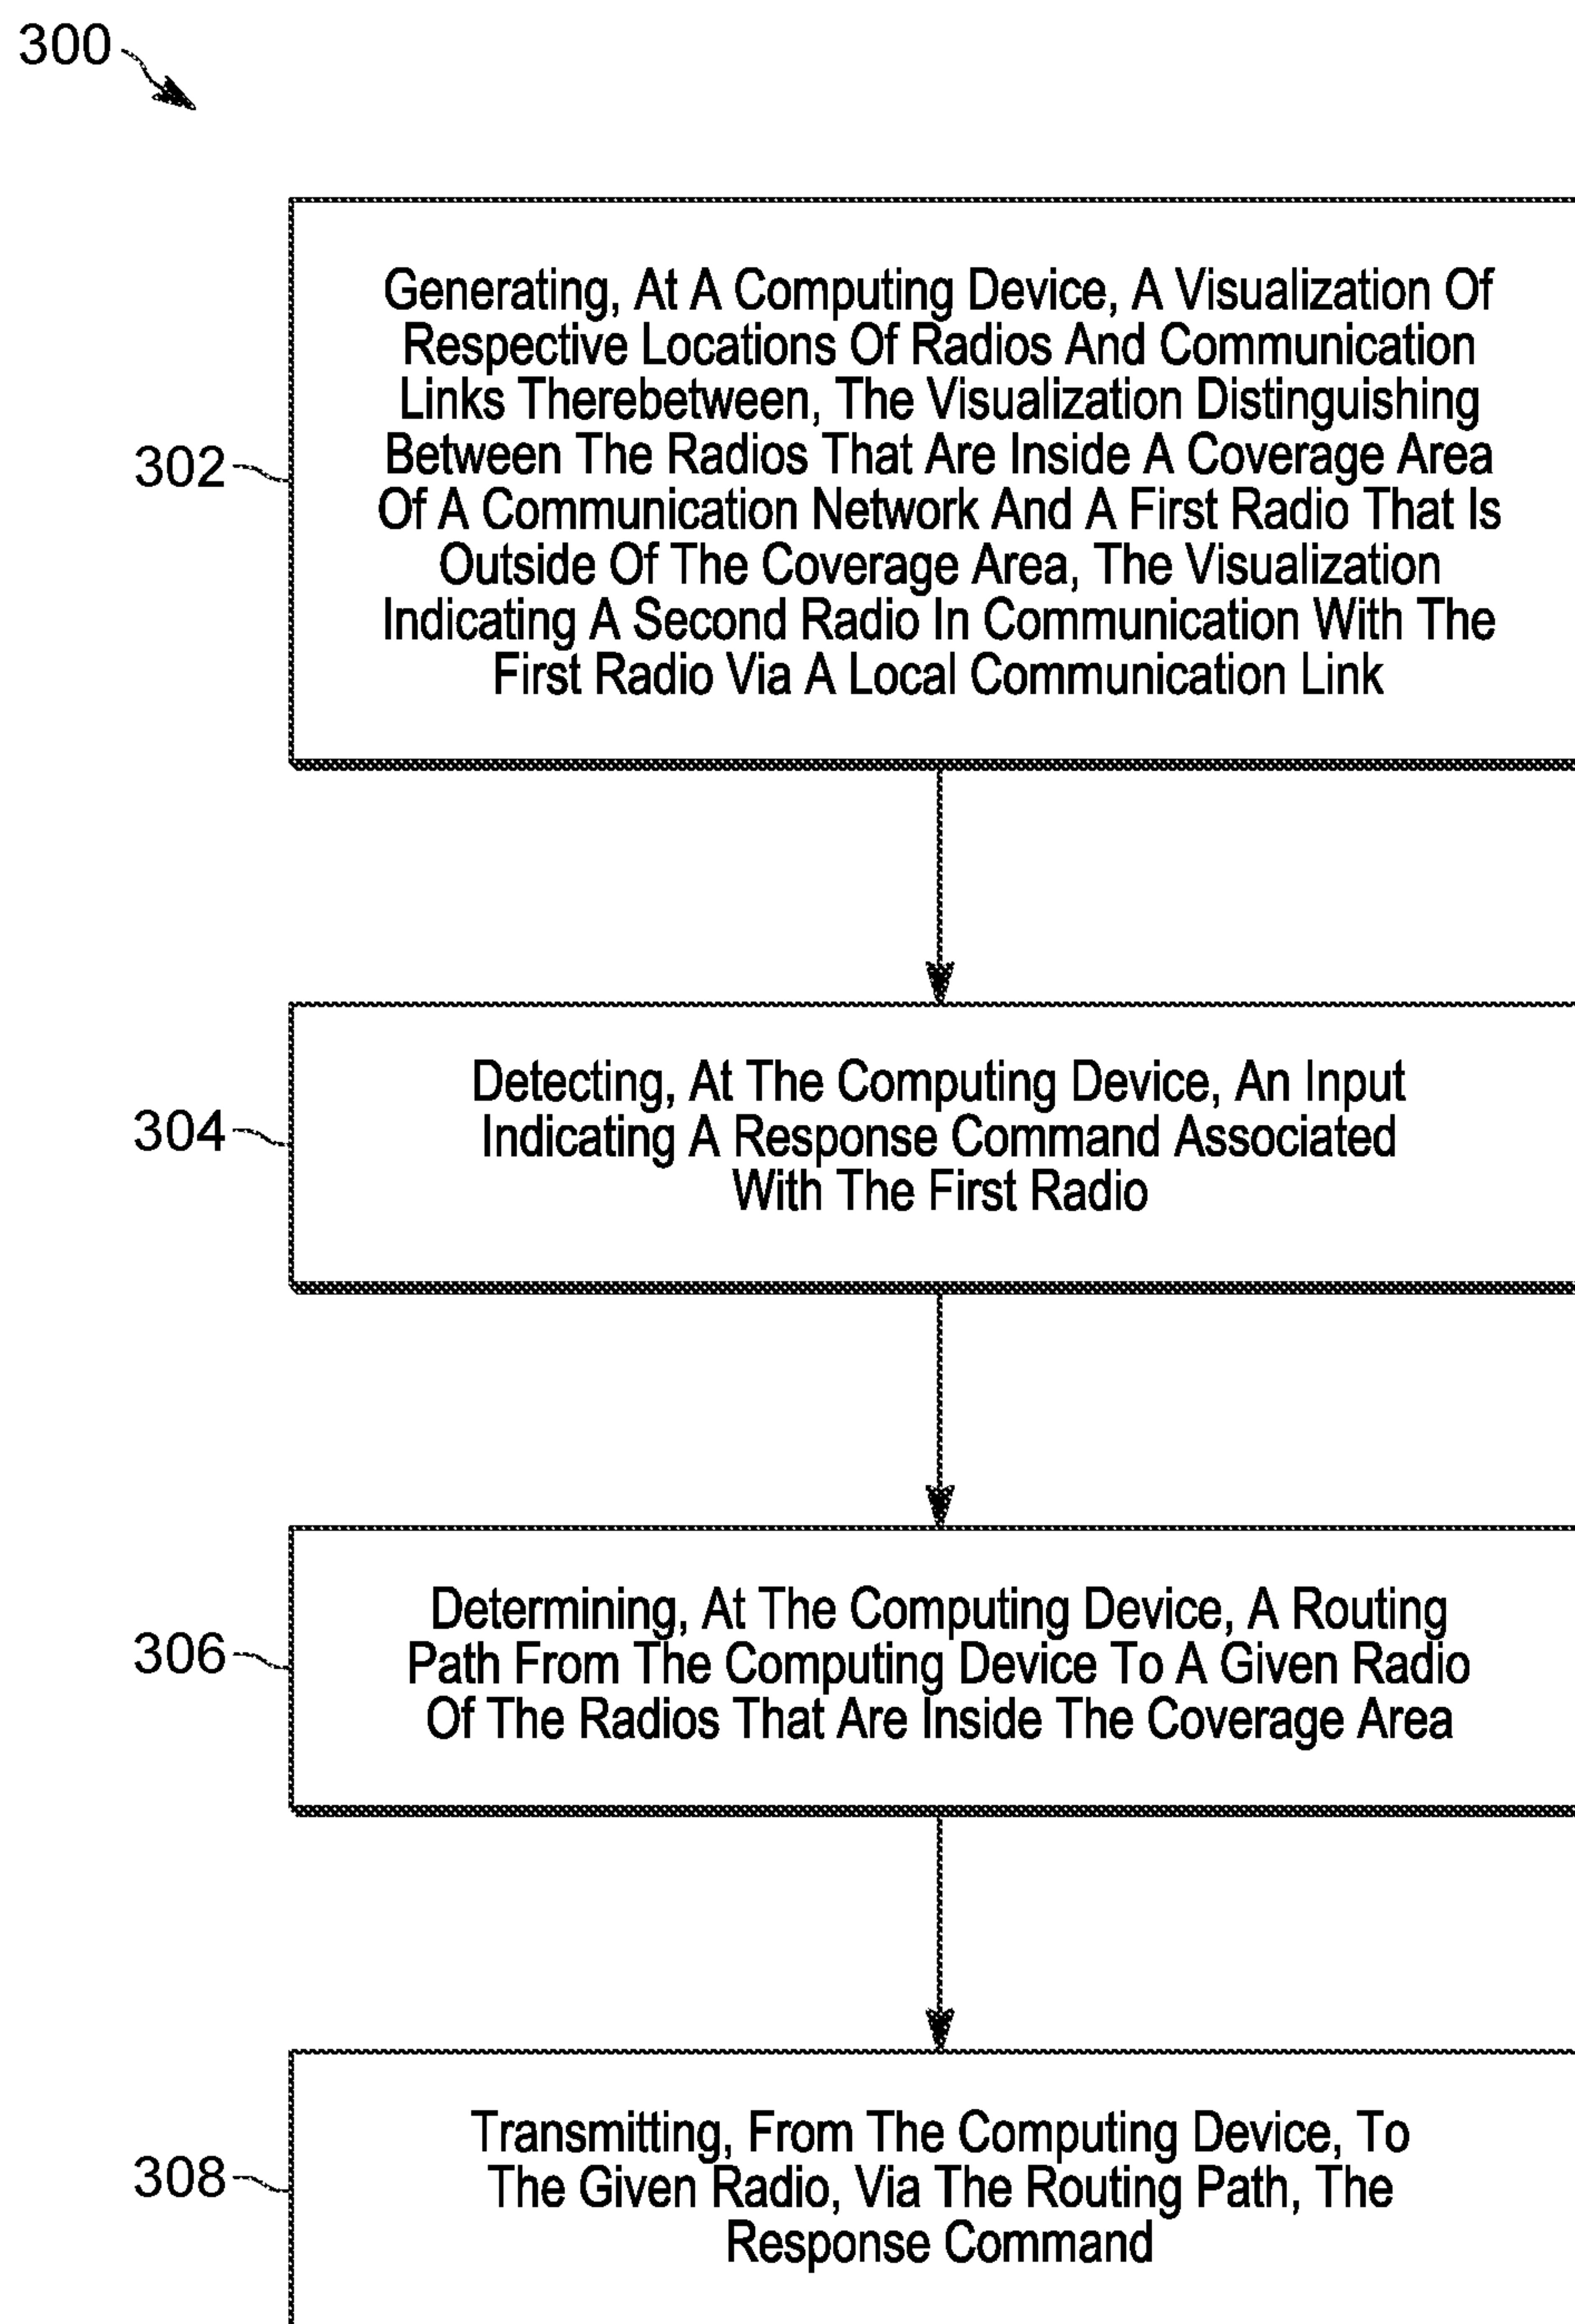 300
302
Generating, At A Computing Device, A Visualization Of
Respective Locations Of Radios And Communication
Links Therebetween, The Visualization Distinguishing
Between The Radios That Are Inside A Coverage Area
Of A Communication Network And A First Radio That Is
Outside Of The Coverage Area, The Visualization
Indicating A Second Radio In Communication With The
First Radio Via A Local Communication Link
304
Detecting, At The Computing Device, An Input
Indicating A Response Command Associated
With The First Radio
306
Determining, At The Computing Device, A Routing
Path From The Computing Device To A Given Radio
Of The Radios That Are Inside The Coverage Area
308
Transmitting, From The Computing Device, To
The Given Radio, Via The Routing Path, The
Response Command